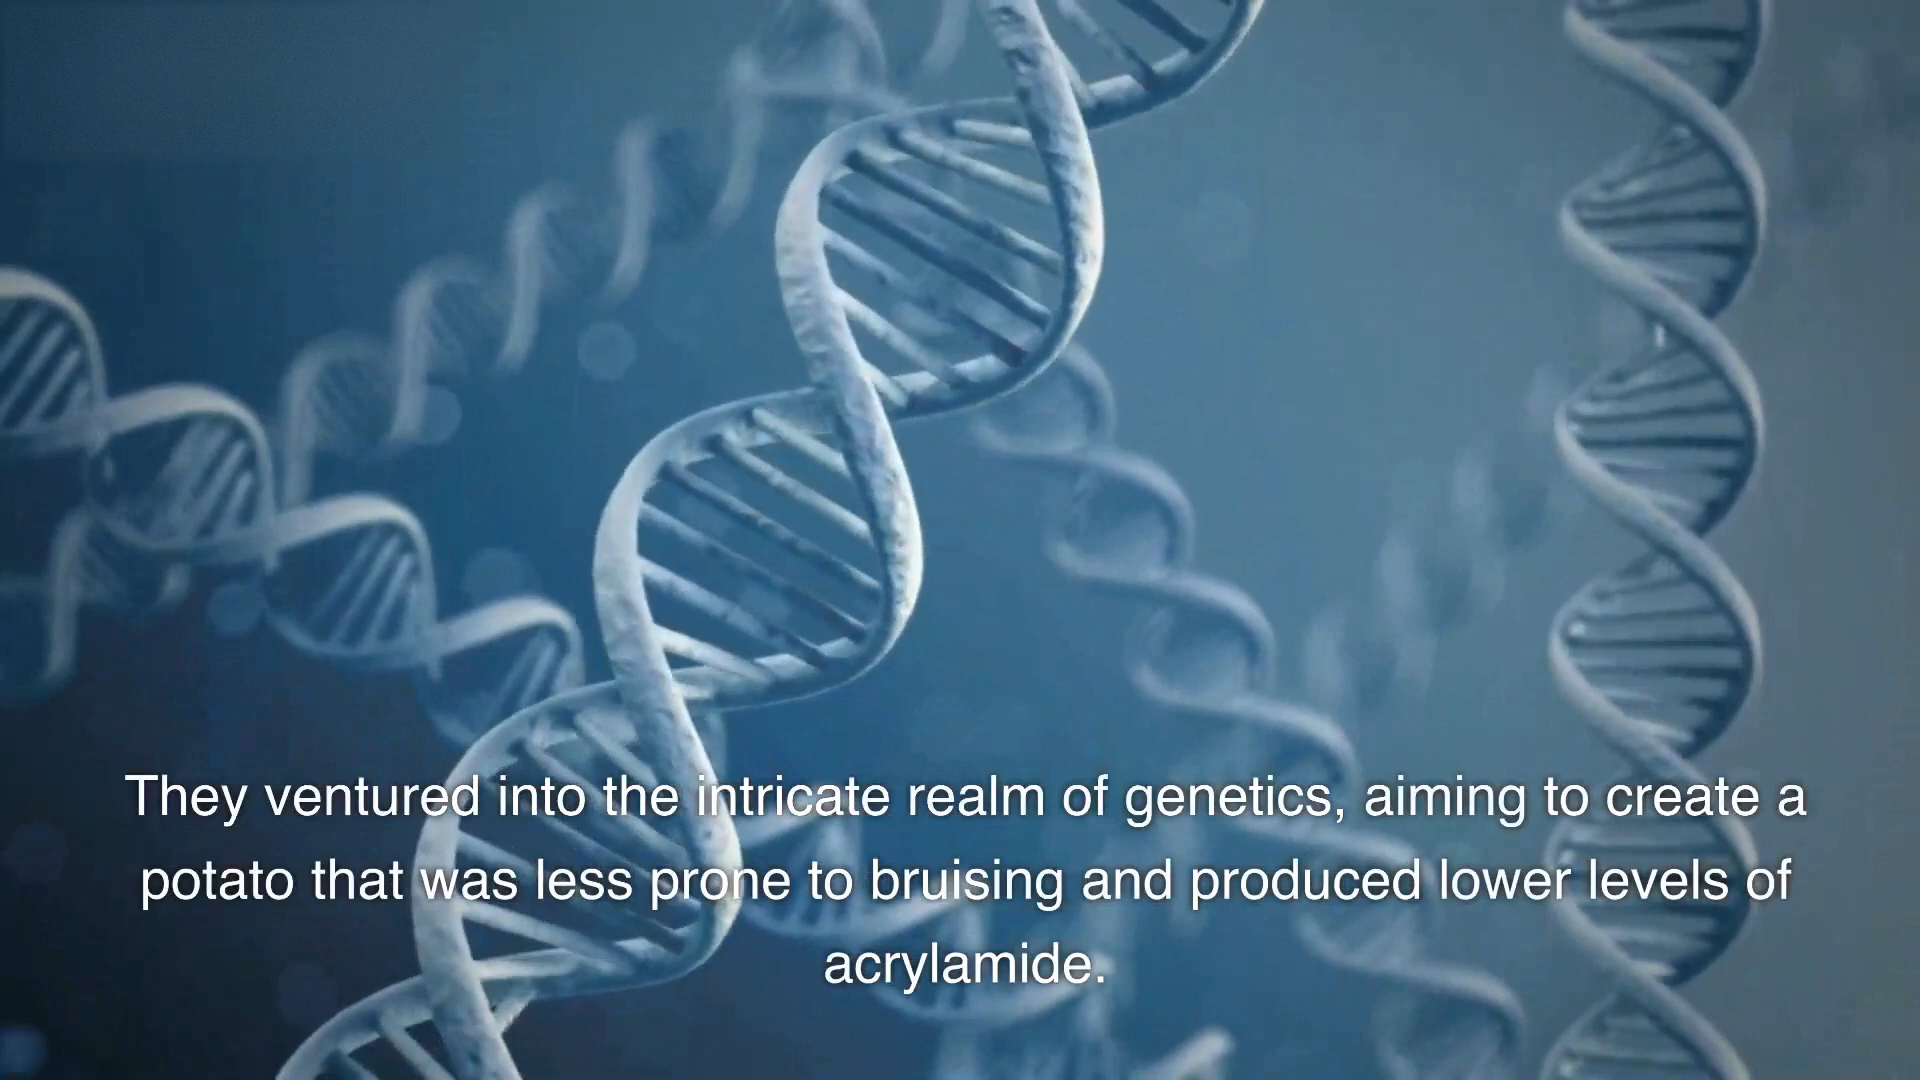 They ventured into the intricate realm of genetics, aiming to create a
potato that was less prone to bruising and produced lower levels of
acrylamide.